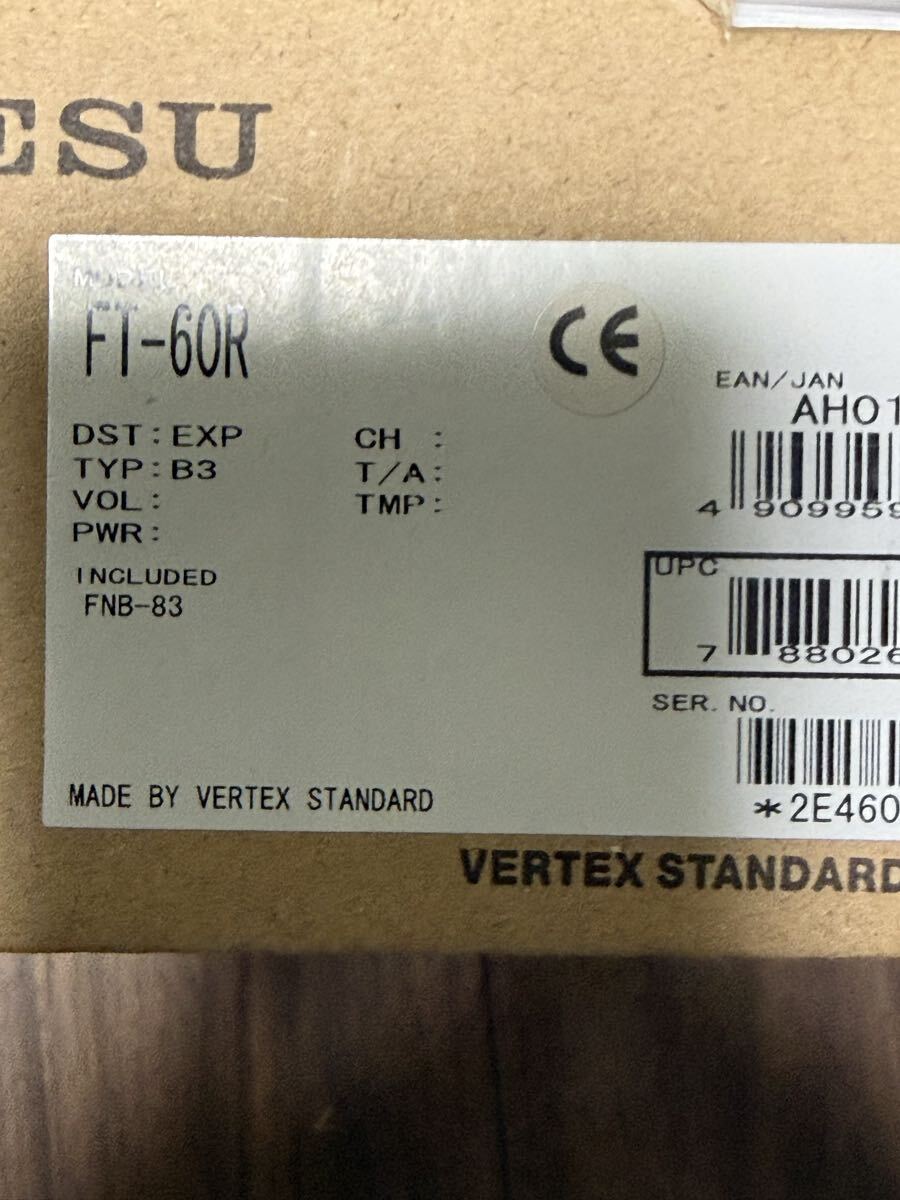 ESU
MODEL
FT-60R
CE
EAN/JAN
AH01
DST: EXP
CH :
TYP: B3
T/A:
VOL :
TMP:
PWR:
4 909959
INCLUDED
FNB-83
UPC
7 88026
SER. NO.
*2E460
MADE BY VERTEX STANDARD
VERTEX STANDARD